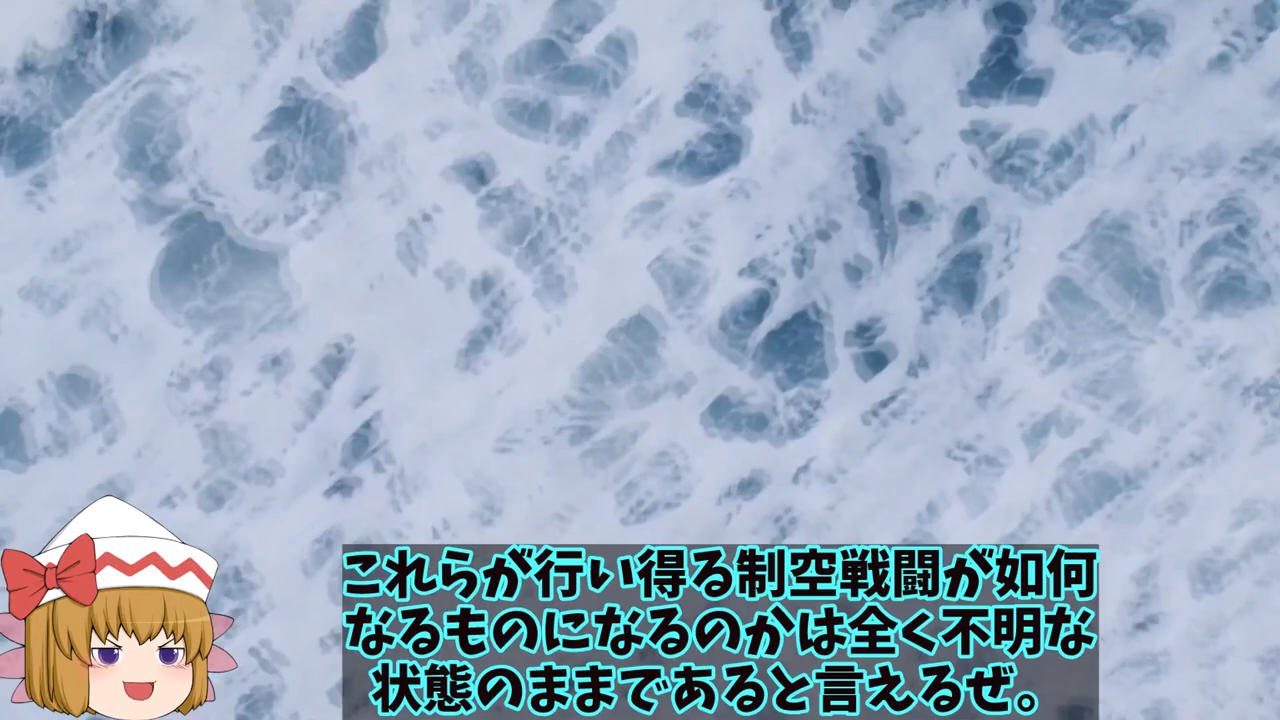 これらが行い得る制空戦闘が如何
なるものになるのかは全く不明な
状態のままであると言えるぜ。